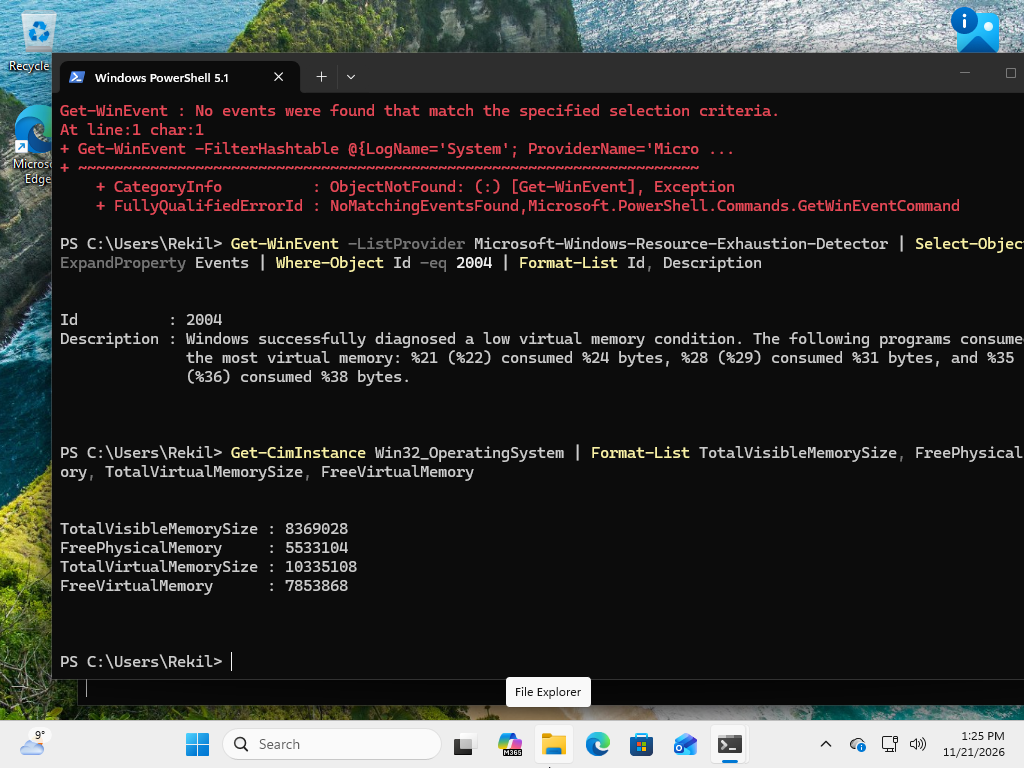 Recycle
Microso
Edge
Windows PowerShell 5.1
Get-WinEvent : No events were found that match the specified selection criteria.
At line:1 char:1
+ Get-WinEvent -FilterHashtable @{LogName='System'; ProviderName='Micro ...
+ ~~~~~~~~~~~~~~~~~~~~~~~~~~~~~~~~~~~~~~~~~~~~~~~~~~~~~~~~~~~~~~~~~~~~~
+ CategoryInfo : ObjectNotFound: (:) [Get-WinEvent], Exception
+ FullyQualifiedErrorId : NoMatchingEventsFound,Microsoft.PowerShell.Commands.GetWinEventCommand
PS C:\Users\Rekil> Get-WinEvent -ListProvider Microsoft-Windows-Resource-Exhaustion-Detector | Select-Objec
ExpandProperty Events | Where-Object Id -eq 2004 | Format-List Id, Description
Id : 2004
Description : Windows successfully diagnosed a low virtual memory condition. The following programs consume
the most virtual memory: %21 (%22) consumed %24 bytes, %28 (%29) consumed %31 bytes, and %35
(%36) consumed %38 bytes.
PS C:\Users\Rekil> Get-CimInstance Win32_OperatingSystem | Format-List TotalVisibleMemorySize, FreePhysical
ory, TotalVirtualMemorySize, FreeVirtualMemory
TotalVisibleMemorySize : 8369028
FreePhysicalMemory : 5533104
TotalVirtualMemorySize : 10335108
FreeVirtualMemory : 7853868
PS C:\Users\Rekil>
File Explorer
9°
Search
M365
1:25 PM
11/21/2026